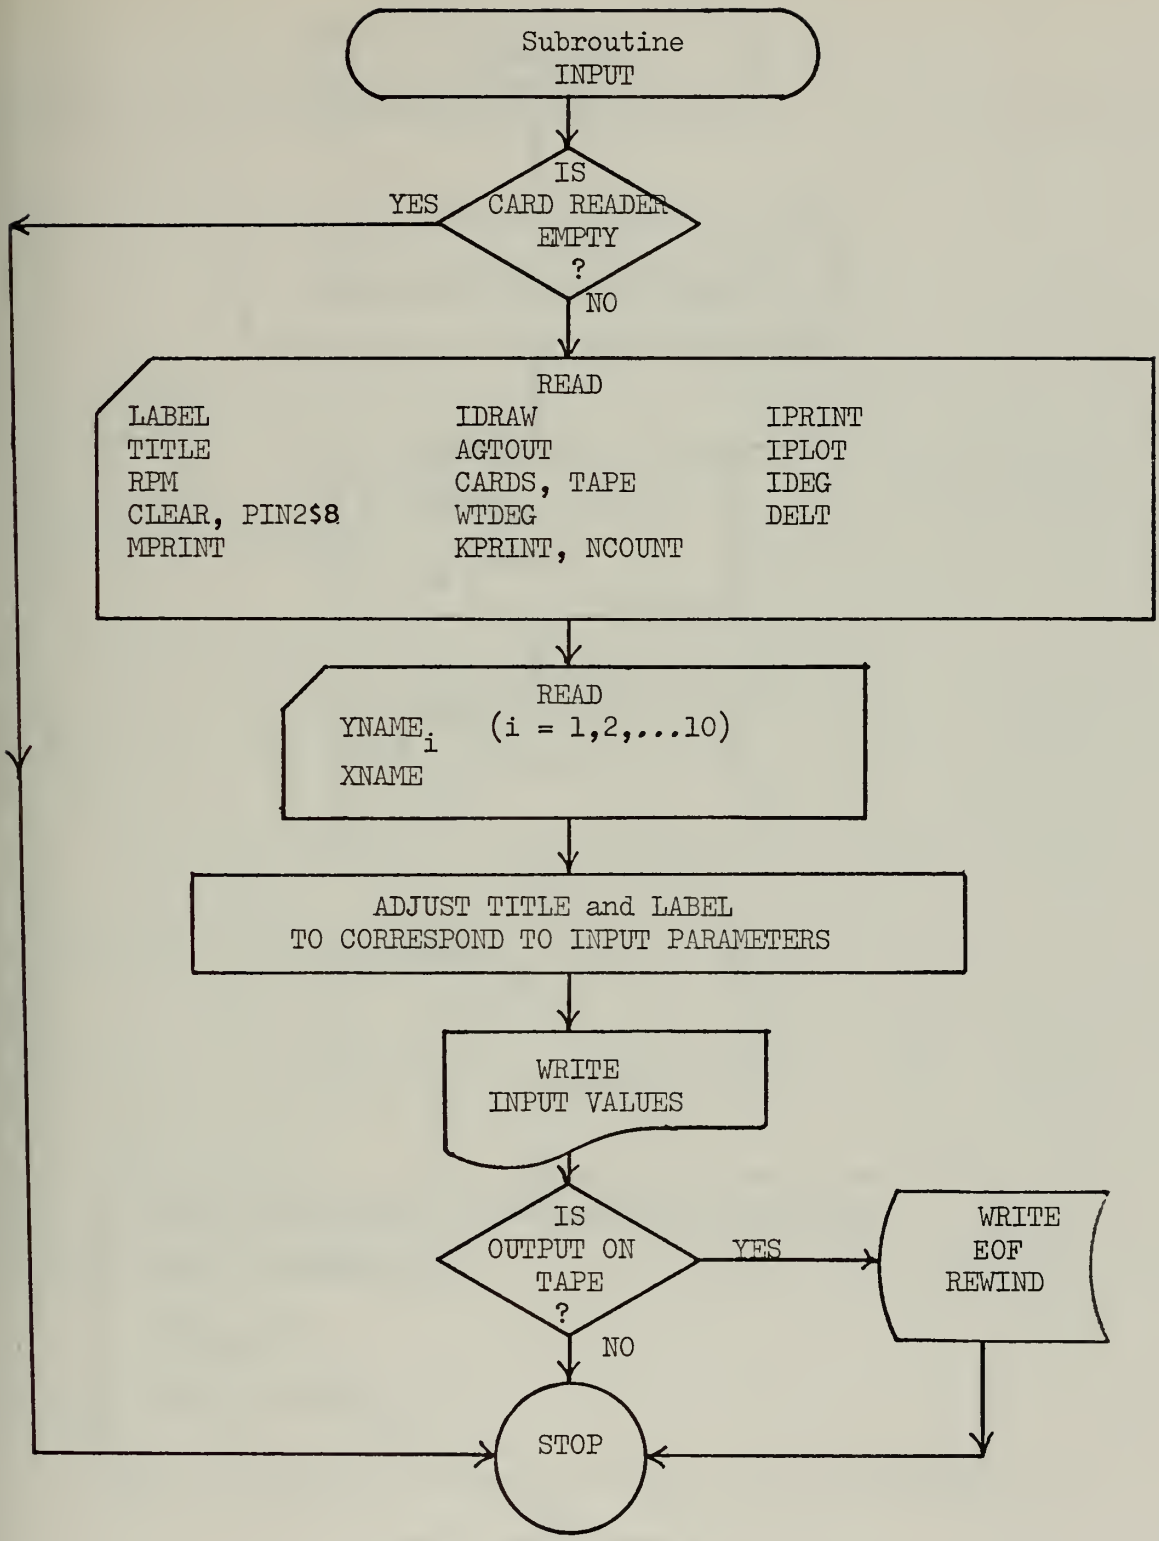 Subroutine
INPUT
IS
CARD READER
EMPTY
?
YES
NO
READ
LABEL IDRAW IPRINT
TITLE AGTOUT IPLOT
RPM CARDS, TAPE IDEG
CLEAR, PIN2$8 WTDEG DELT
MPRINT KPRINT, NCOUNT
READ
YNAMEi (i = 1,2,...10)
XNAME
ADJUST TITLE and LABEL
TO CORRESPOND TO INPUT PARAMETERS
WRITE
INPUT VALUES
IS
OUTPUT ON
TAPE
?
YES
NO
WRITE
EOF
REWIND
STOP